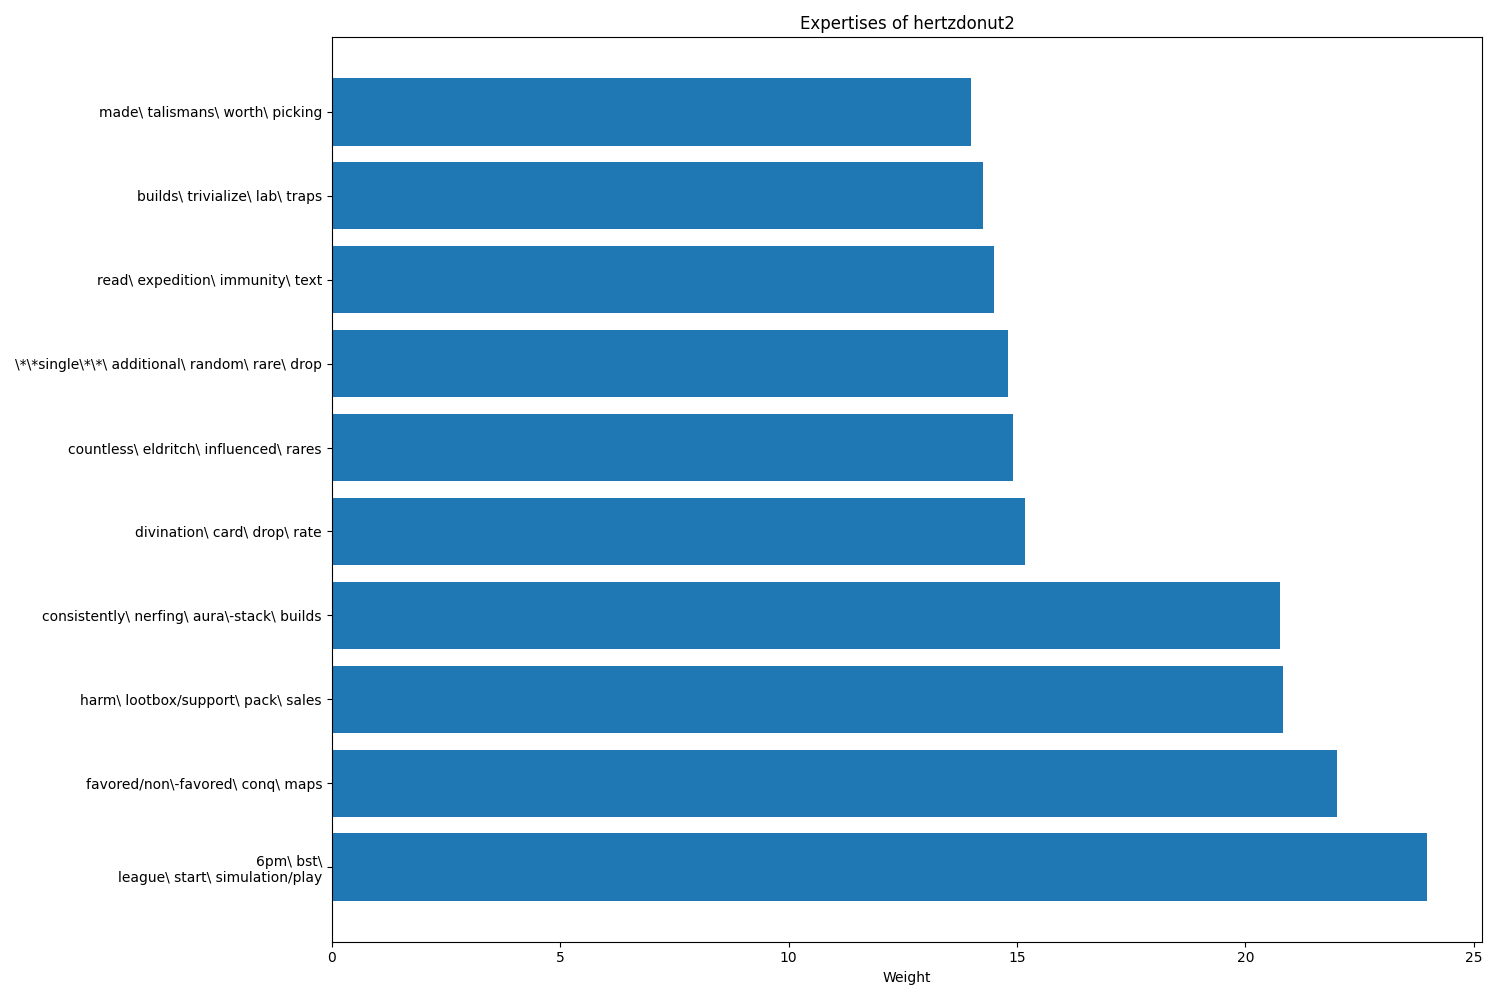 Expertises of hertzdonut2
made\ talismans\ worth\ picking
builds\ trivialize\ lab\ traps
read\ expedition\ immunity\ text
\*\*single\*\*\ additional\ random\ rare\ drop
countless\ eldritch\ influenced\ rares
divination\ card\ drop\ rate
consistently\ nerfing\ aura\-stack\ builds
harm\ lootbox/support\ pack\ sales
favored/non\-favored\ conq\ maps
6pm\ bst\
league\ start\ simulation/play
0 5 10 15 20 25
Weight